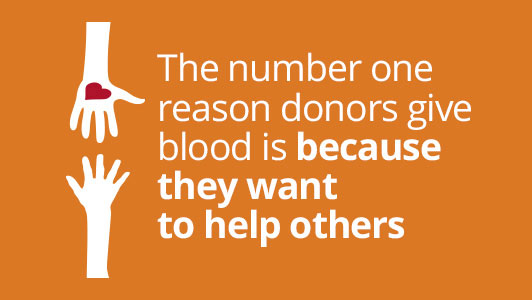 The number one
reason donors give
blood is because
they want
to help others